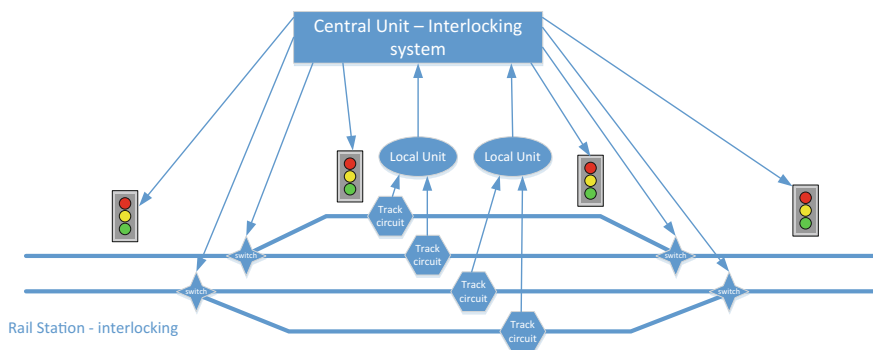 Central Unit – Interlocking
system
Local Unit
Local Unit
Track
circuit
switch
Track
circuit
switch
switch
Track
circuit
switch
Rail Station - interlocking
Track
circuit